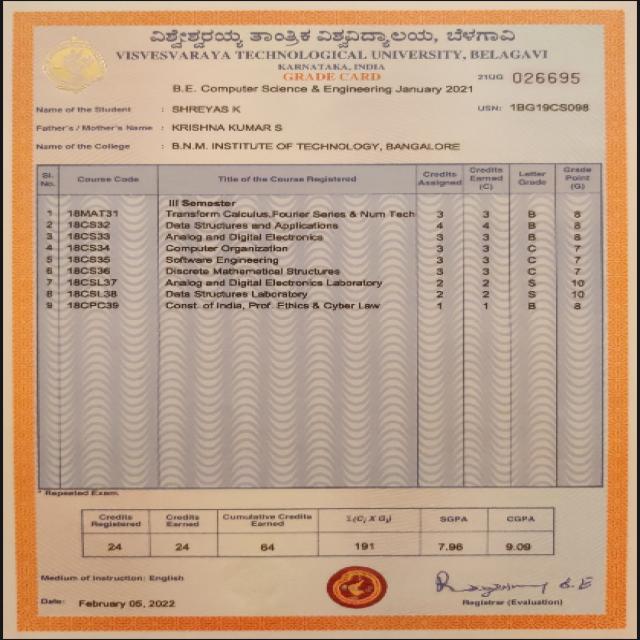 ವಿಶ್ವೇಶ್ವರಯ್ಯ ತಾಂತ್ರಿಕ ವಿಶ್ವವಿದ್ಯಾಲಯ, ಬೆಳಗಾವಿ
VISVESVARAYA TECHNOLOGICAL UNIVERSITY, BELAGAVI
KARNATAKA, INDIA
GRADE CARD 21UG 026695
B.E. Computer Science & Engineering January 2021
Name of the Student : SHREYAS K USN: 1BG19CS098
Father's / Mother's Name : KRISHNA KUMAR S
Name of the College : B.N.M. INSTITUTE OF TECHNOLOGY, BANGALORE
Sl. No. Course Code Title of the Course Registered Credits Assigned Credits Earned (C) Letter Grade Grade Point (G)
III Semester
1 18MAT31 Transform Calculus,Fourier Series & Num Tech 3 3 B 8
2 18CS32 Data Structures and Applications 4 4 B 8
3 18CS33 Analog and Digital Electronics 3 3 B 8
4 18CS34 Computer Organization 3 3 C 7
5 18CS35 Software Engineering 3 3 C 7
6 18CS36 Discrete Mathematical Structures 3 3 C 7
7 18CSL37 Analog and Digital Electronics Laboratory 2 2 S 10
8 18CSL38 Data Structures Laboratory 2 2 S 10
9 18CPC39 Const. of India, Prof. Ethics & Cyber Law 1 1 B 8
* Repeated Exam.
Credits Registered Credits Earned Cumulative Credits Earned Σ(Cj X Gj) SGPA CGPA
24 24 64 191 7.96 9.09
Medium of Instruction: English
Date: February 05, 2022 Registrar (Evaluation)